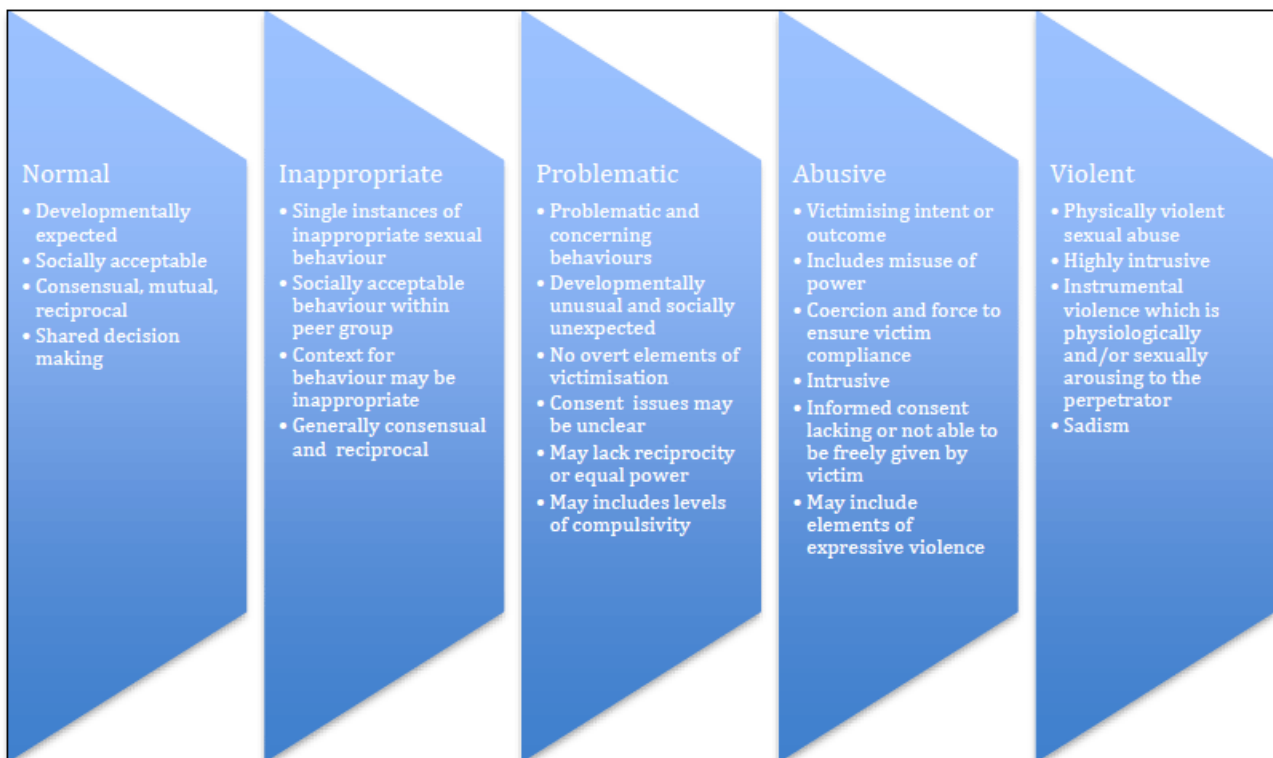 Normal
• Developmentally
expected
• Socially acceptable
• Consensual, mutual,
reciprocal
• Shared decision
making
Inappropriate
• Single instances of
inappropriate sexual
behaviour
• Socially acceptable
behaviour within
peer group
• Context for
behaviour may be
inappropriate
• Generally consensual
and reciprocal
Problematic
• Problematic and
concerning
behaviours
• Developmentally
unusual and socially
unexpected
• No overt elements of
victimisation
• Consent issues may
be unclear
• May lack reciprocity
or equal power
• May includes levels
of compulsivity
Abusive
• Victimising intent or
outcome
• Includes misuse of
power
• Coercion and force to
ensure victim
compliance
• Intrusive
• Informed consent
lacking or not able to
be freely given by
victim
• May include
elements of
expressive violence
Violent
• Physically violent
sexual abuse
• Highly intrusive
• Instrumental
violence which is
physiologically
and/or sexually
arousing to the
perpetrator
• Sadism